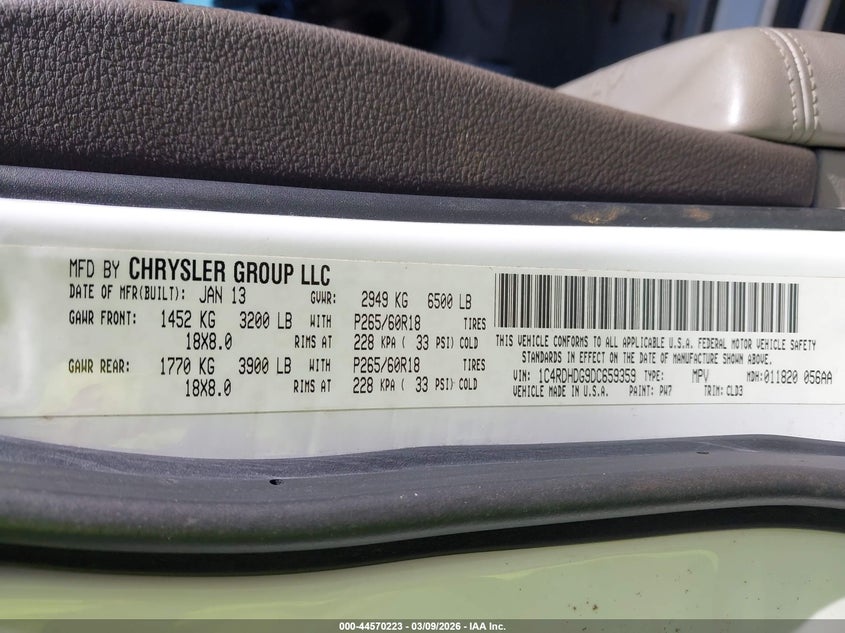 MFD BY CHRYSLER GROUP LLC
DATE OF MFR(BUILT): JAN 13 GVWR: 2949 KG 6500 LB
GAWR FRONT: 1452 KG 3200 LB WITH P265/60R18 TIRES
18X8.0 RIMS AT 228 KPA ( 33 PSI) COLD
GAWR REAR: 1770 KG 3900 LB WITH P265/60R18 TIRES
18X8.0 RIMS AT 228 KPA ( 33 PSI) COLD
THIS VEHICLE CONFORMS TO ALL APPLICABLE U.S.A. FEDERAL MOTOR VEHICLE SAFETY
STANDARDS IN EFFECT ON THE DATE OF MANUFACTURE SHOWN ABOVE.
VIN: 1C4RDHDG9DC659359 TYPE: MPV MDH:011820 056AA
VEHICLE MADE IN U.S.A. PAINT: PW7 TRIM: CLD3
000-44570223 - 03/09/2026 - IAA Inc.